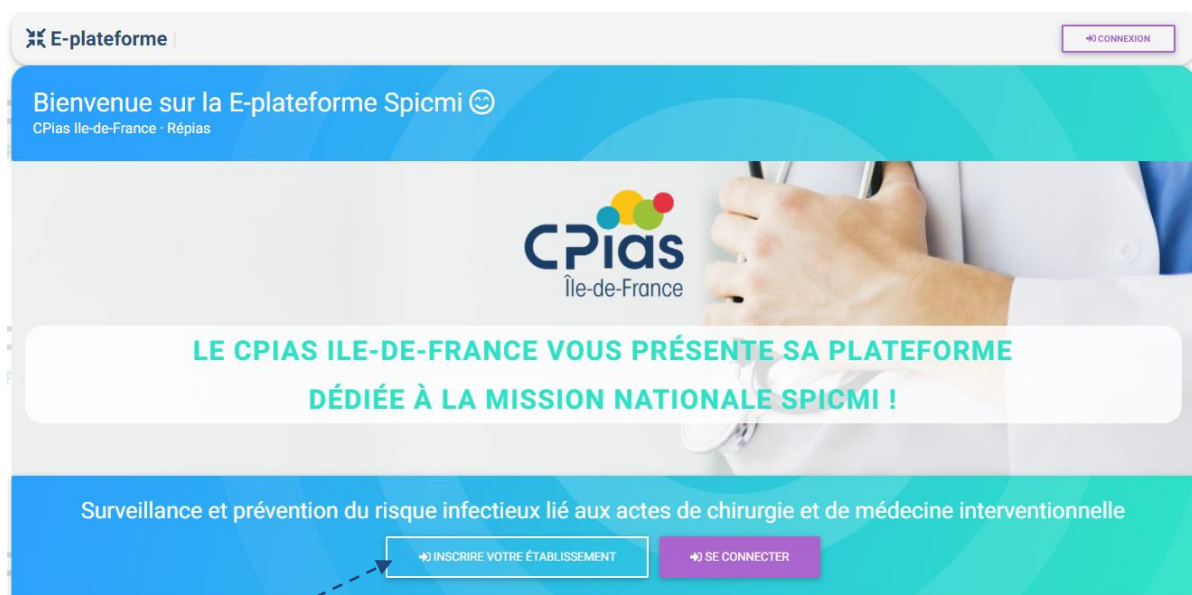 E-plateforme
CONNEXION
Bienvenue sur la E-plateforme Spicmi
CPias Ile-de-France · Répias
CPias
Île-de-France
LE CPIAS ILE-DE-FRANCE VOUS PRÉSENTE SA PLATEFORME
DÉDIÉE À LA MISSION NATIONALE SPICMI !
Surveillance et prévention du risque infectieux lié aux actes de chirurgie et de médecine interventionnelle
INSCRIRE VOTRE ÉTABLISSEMENT
SE CONNECTER